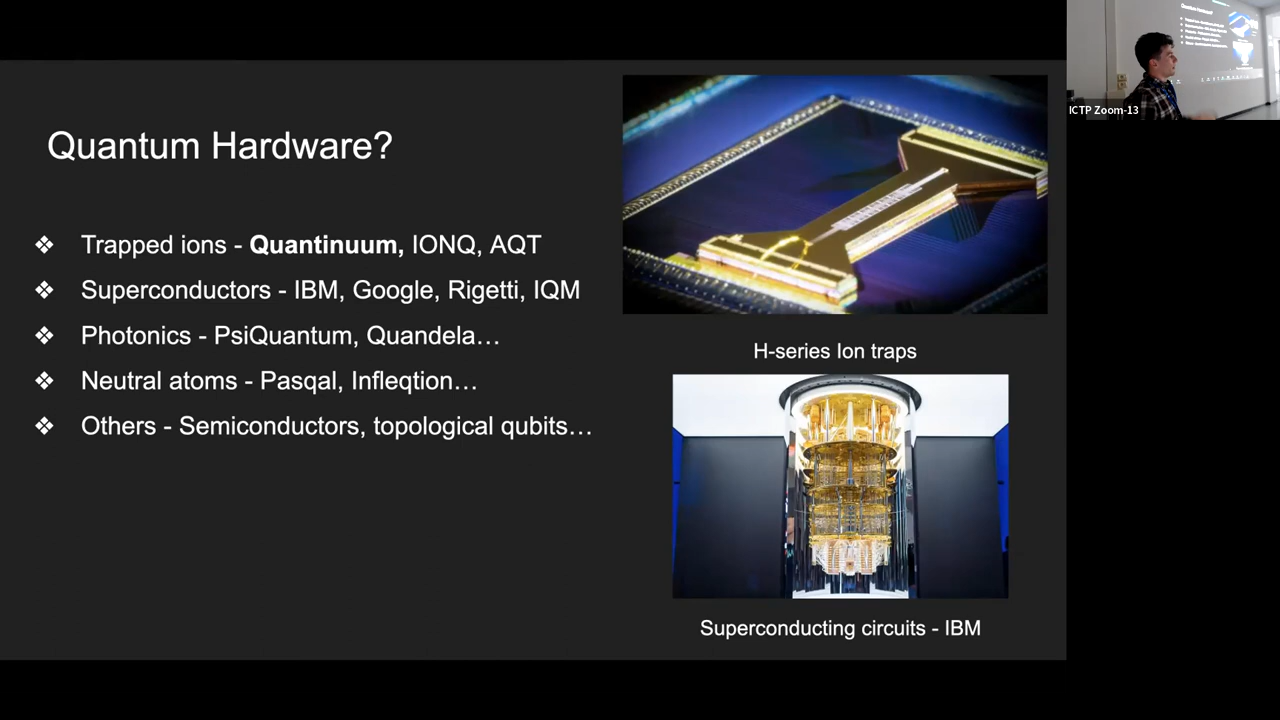 Quantum Hardware?
❖ Trapped ions - Quantinuum, IONQ, AQT
❖ Superconductors - IBM, Google, Rigetti, IQM
❖ Photonics - PsiQuantum, Quandela…
❖ Neutral atoms - Pasqal, Infleqtion…
❖ Others - Semiconductors, topological qubits…
H-series Ion traps
Superconducting circuits - IBM
ICTP Zoom-13